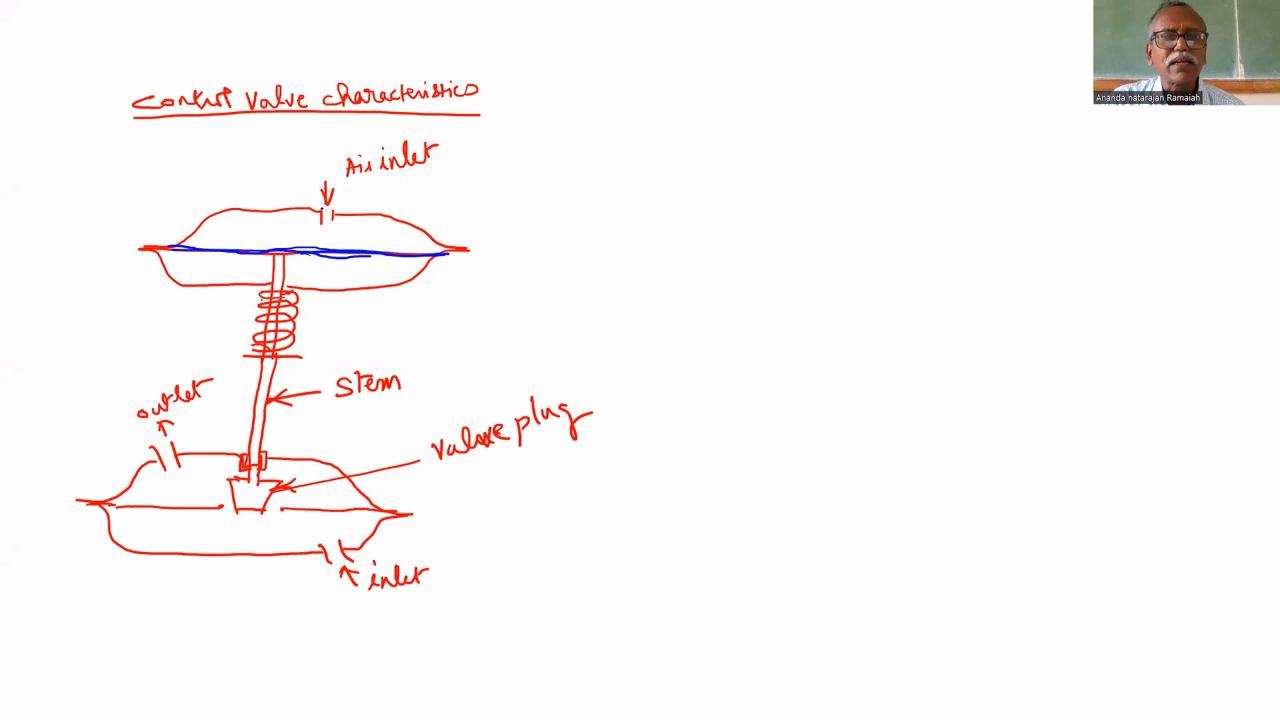 Control Valve characteristics
Air inlet
Stem
outlet
Valve plug
inlet
Ananda natarajan Ramaiah